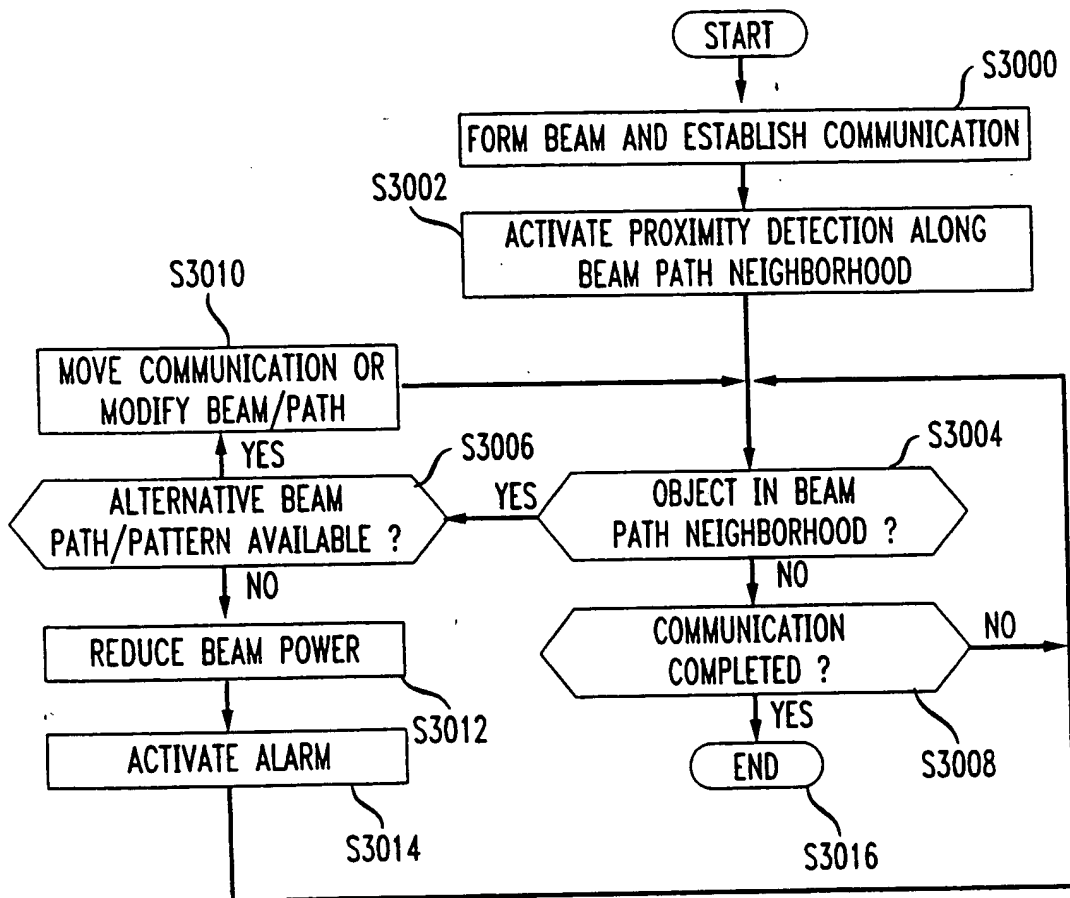 START
S3000
FORM BEAM AND ESTABLISH COMMUNICATION
S3002
ACTIVATE PROXIMITY DETECTION ALONG
BEAM PATH NEIGHBORHOOD
S3010
MOVE COMMUNICATION OR
MODIFY BEAM/PATH
YES
S3006
ALTERNATIVE BEAM
PATH/PATTERN AVAILABLE ?
YES
S3004
OBJECT IN BEAM
PATH NEIGHBORHOOD ?
NO
NO
REDUCE BEAM POWER
S3012
COMMUNICATION
COMPLETED ?
NO
YES
S3008
ACTIVATE ALARM
S3014
END
S3016